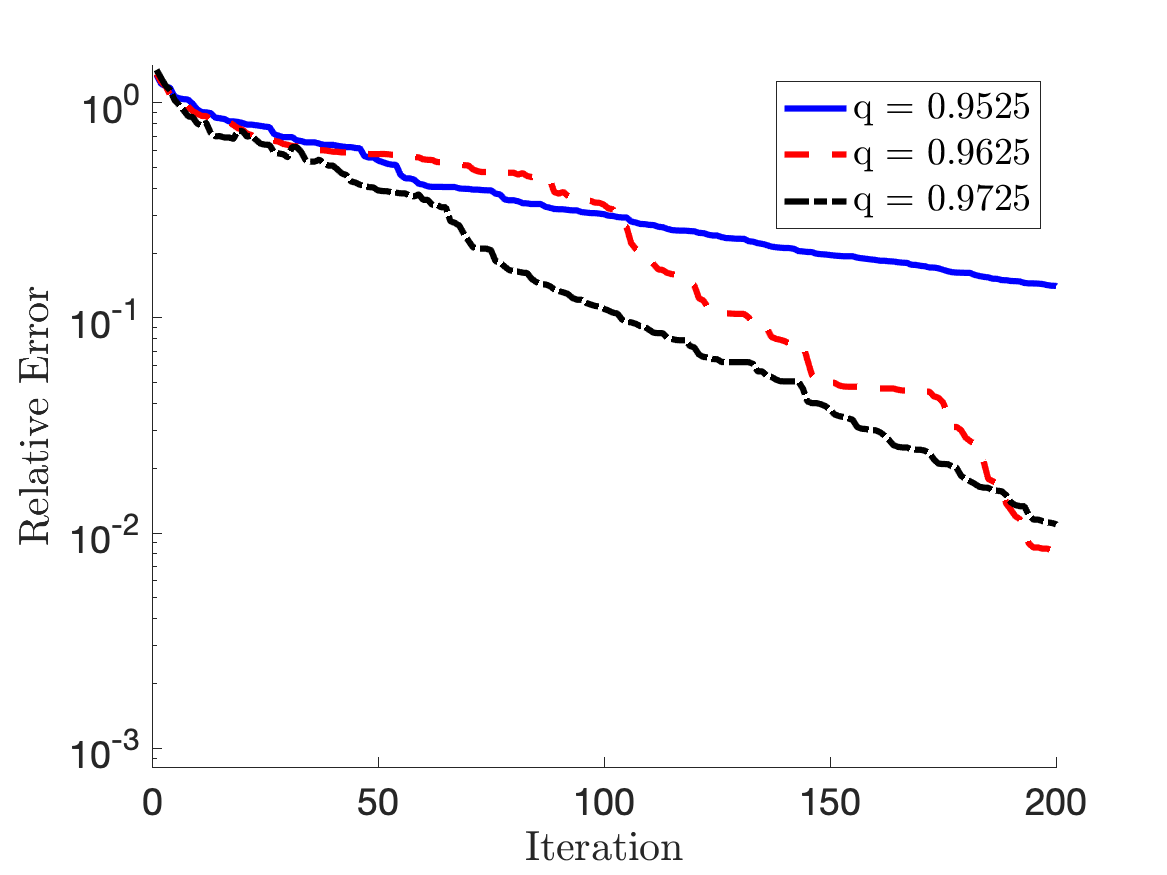 10^0
10^-1
10^-2
10^-3
Relative Error
q = 0.9525
q = 0.9625
q = 0.9725
0 50 100 150 200
Iteration